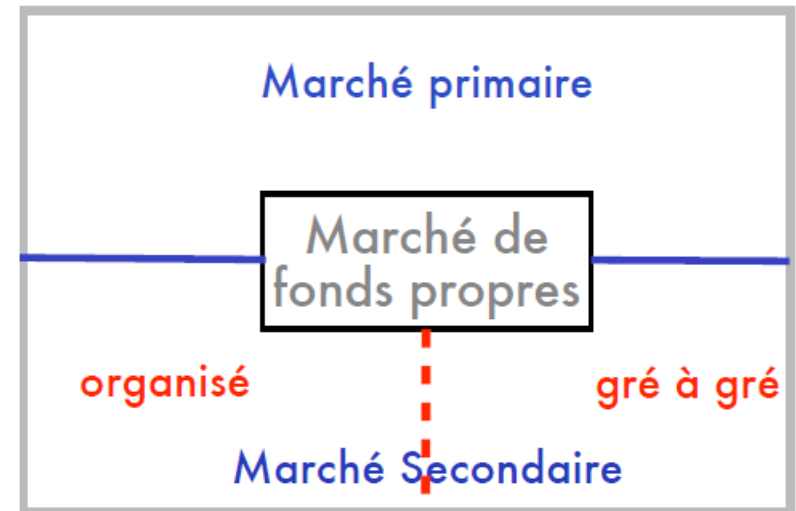 Marché primaire
Marché de
fonds propres
organisé
gré à gré
Marché Secondaire